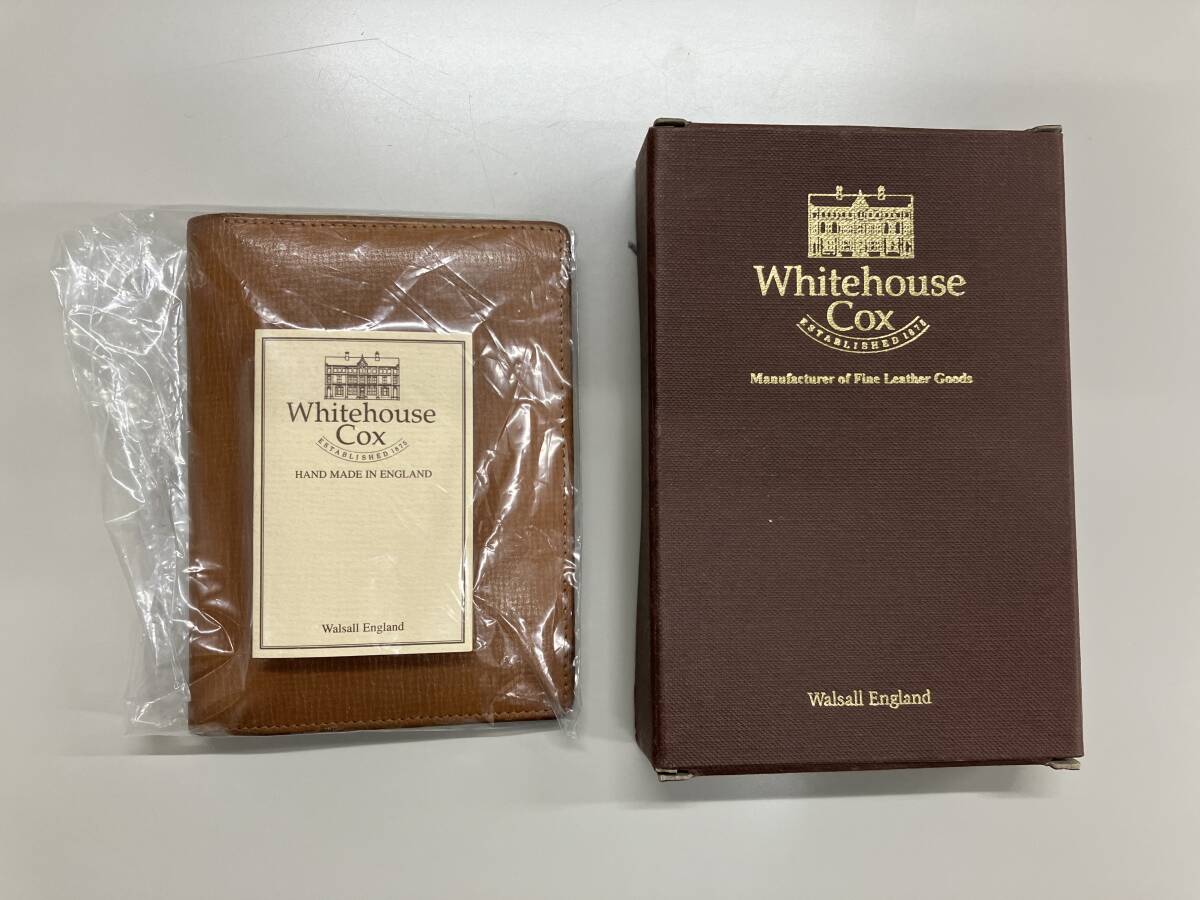 Whitehouse
Cox
ESTABLISHED 1875
HAND MADE IN ENGLAND
Walsall England
Whitehouse
Cox
ESTABLISHED 1875
Manufacturer of Fine Leather Goods
Walsall England